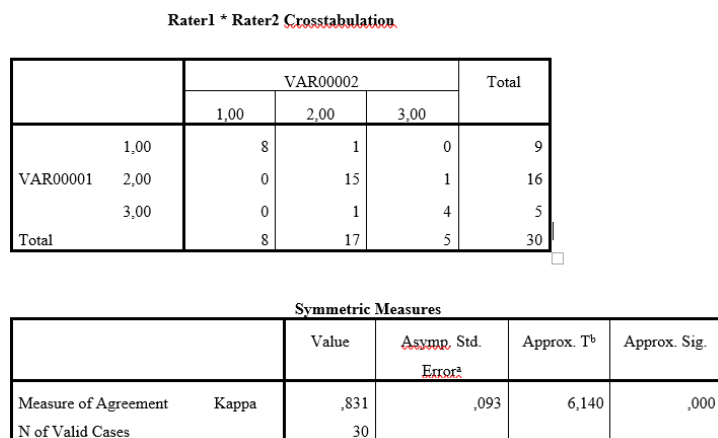 Rater1 * Rater2 Crosstabulation
VAR00002 Total
1,00 2,00 3,00
1,00 8 1 0 9
VAR00001 2,00 0 15 1 16
3,00 0 1 4 5
Total 8 17 5 30
Symmetric Measures
Value Asymp. Std. Approx. Tᵇ Approx. Sig.
Errorᵃ
Measure of Agreement Kappa ,831 ,093 6,140 ,000
N of Valid Cases 30